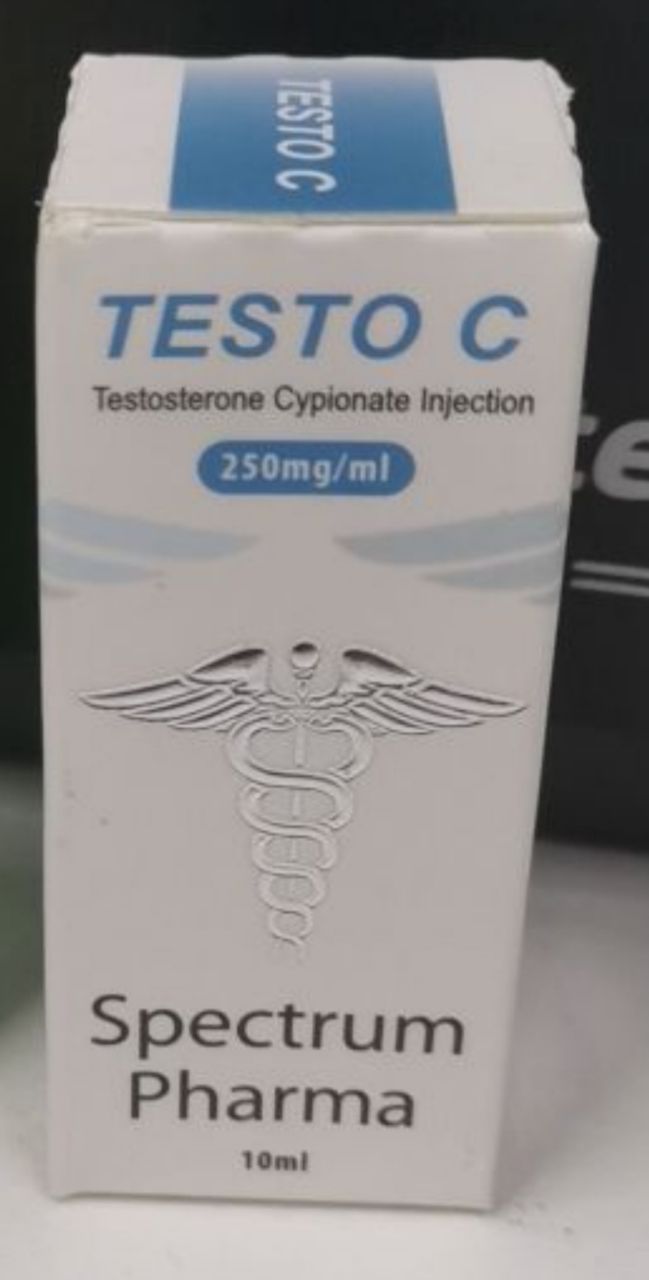 TESTO C
TESTO C
Testosterone Cypionate Injection
250mg/ml
Spectrum
Pharma
10ml